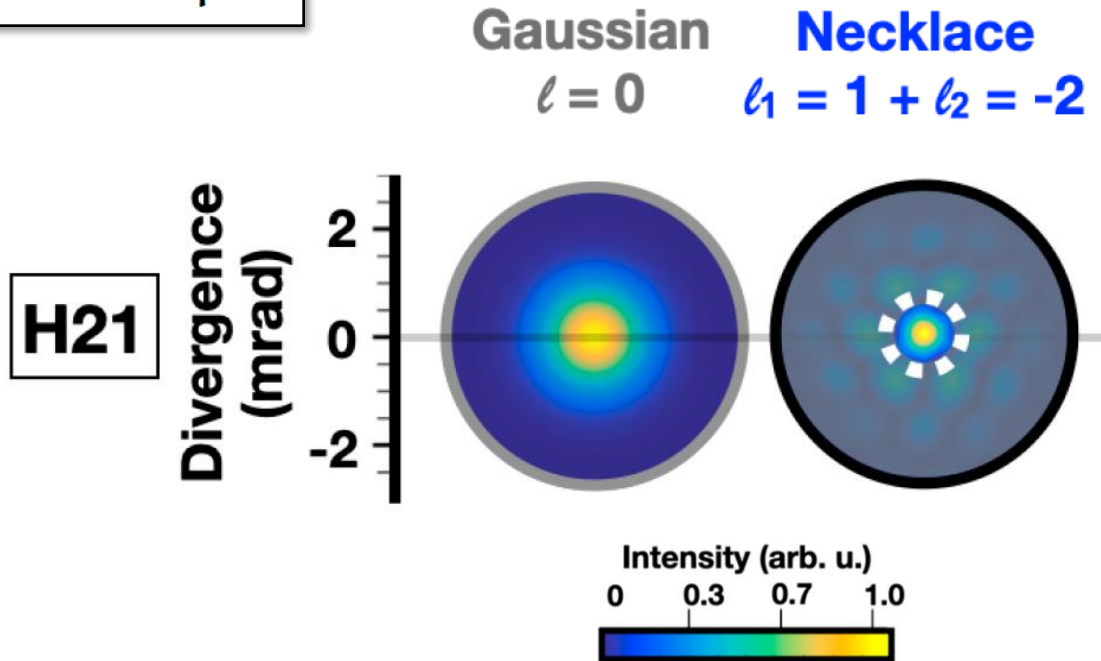 Gaussian
ℓ = 0
Necklace
ℓ₁ = 1 + ℓ₂ = -2
H21
Divergence
(mrad)
2
0
-2
Intensity (arb. u.)
0 0.3 0.7 1.0